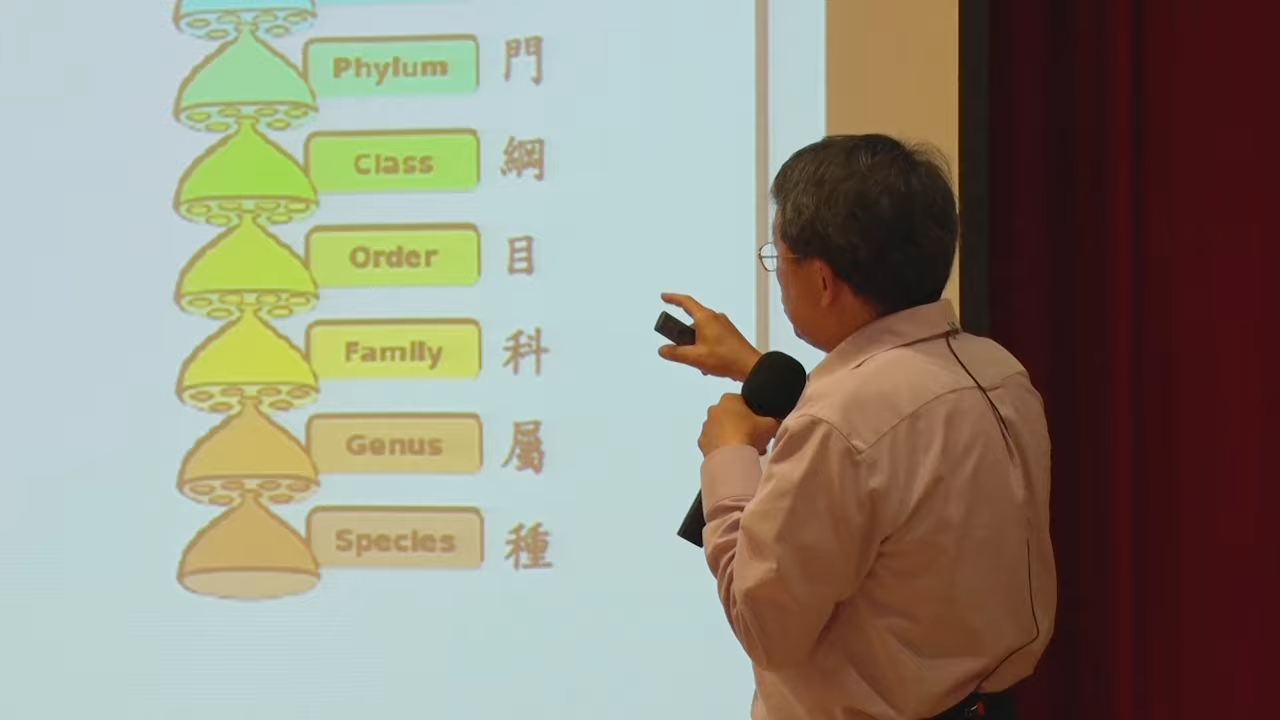 Phylum 門
Class 綱
Order 目
Family 科
Genus 屬
Species 種